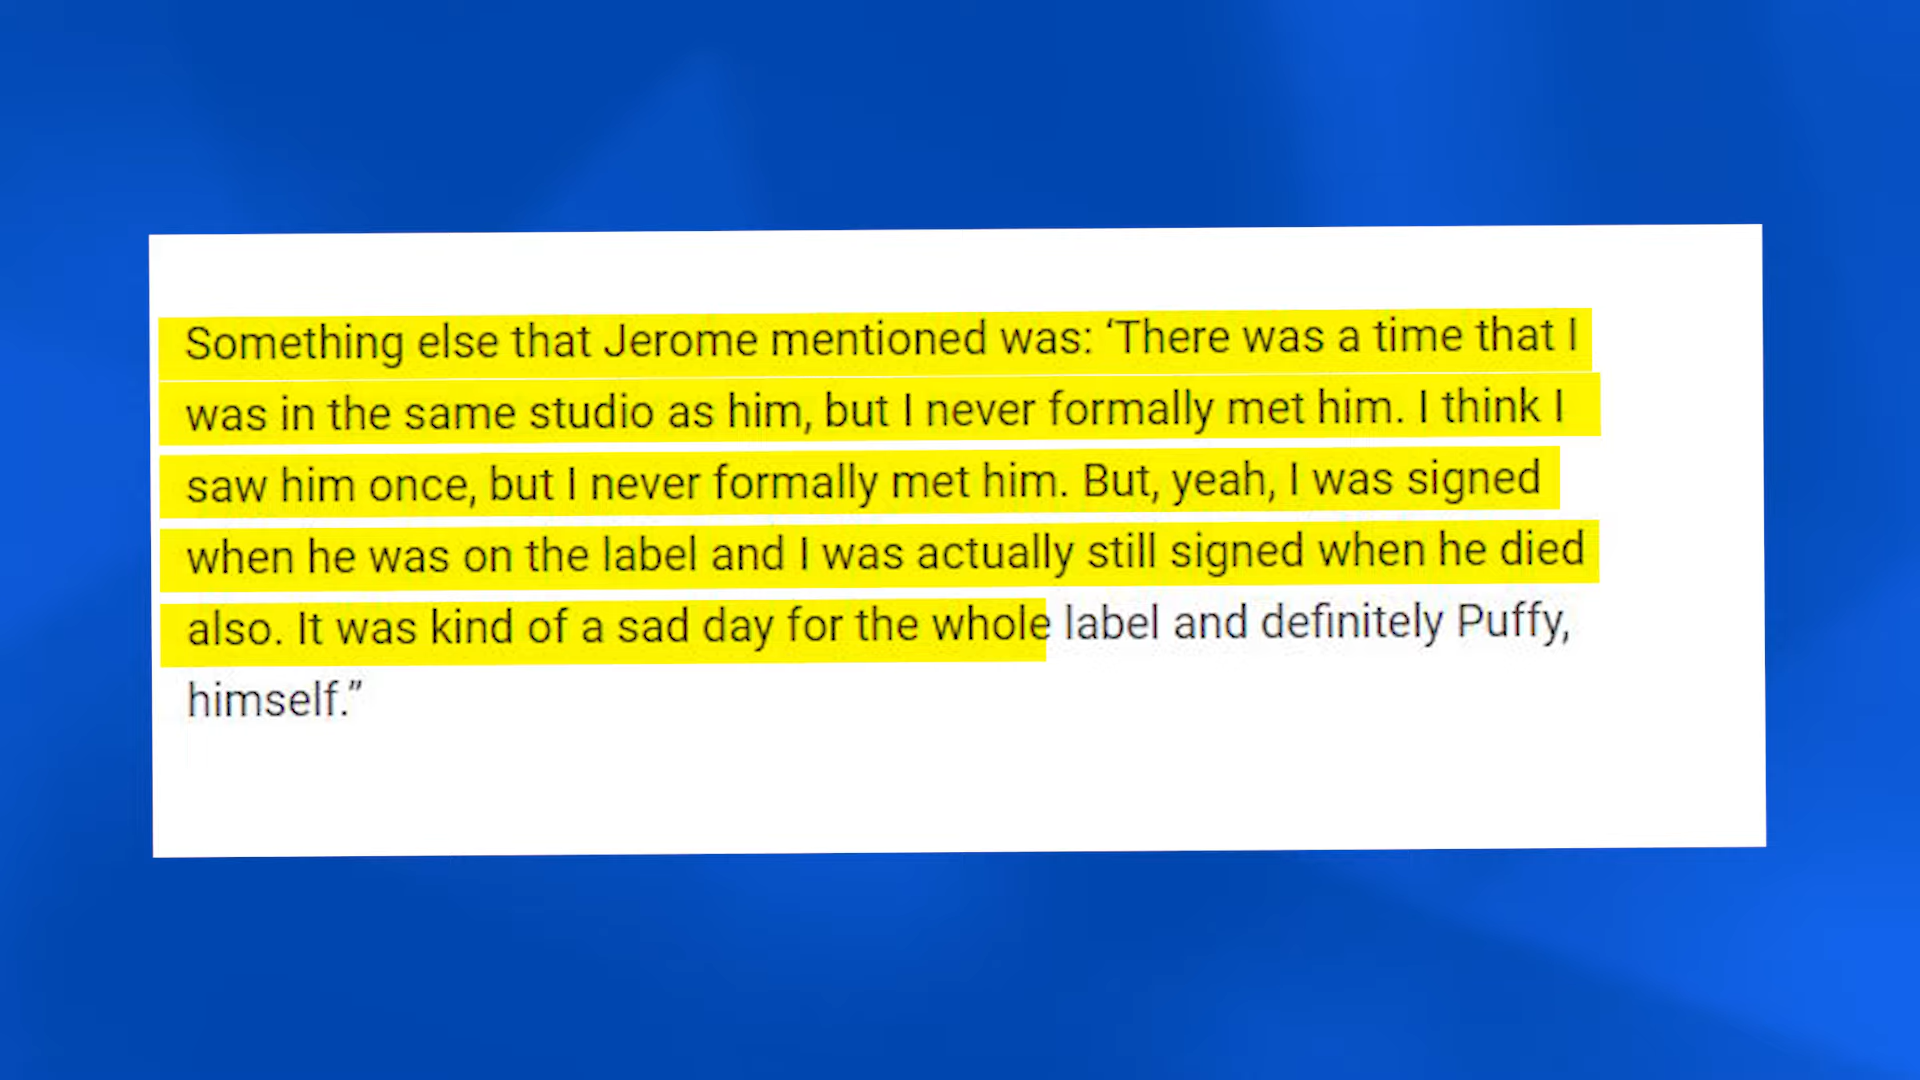 Something else that Jerome mentioned was: ‘There was a time that I
was in the same studio as him, but I never formally met him. I think I
saw him once, but I never formally met him. But, yeah, I was signed
when he was on the label and I was actually still signed when he died
also. It was kind of a sad day for the whole label and definitely Puffy,
himself.”